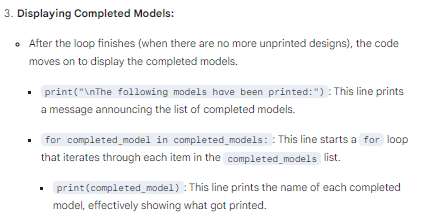 3. Displaying Completed Models:
○ After the loop finishes (when there are no more unprinted designs), the code
moves on to display the completed models.
▪ print("\nThe following models have been printed:") : This line prints
a message announcing the list of completed models.
▪ for completed_model in completed_models: : This line starts a for loop
that iterates through each item in the completed_models list.
▪ print(completed_model) : This line prints the name of each completed
model, effectively showing what got printed.